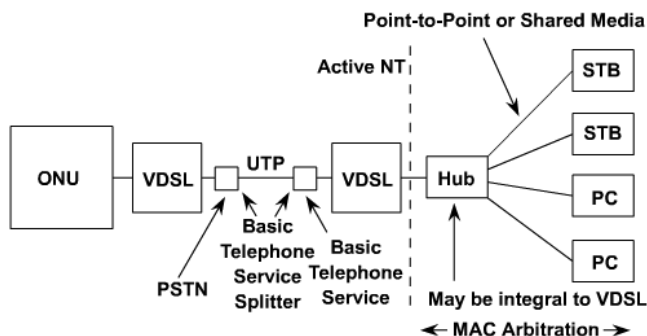 Point-to-Point or Shared Media
Active NT
STB
STB
ONU
VDSL
UTP
VDSL
Hub
PC
PC
PSTN
Basic
Telephone
Service
Splitter
Basic
Telephone
Service
May be integral to VDSL
MAC Arbitration